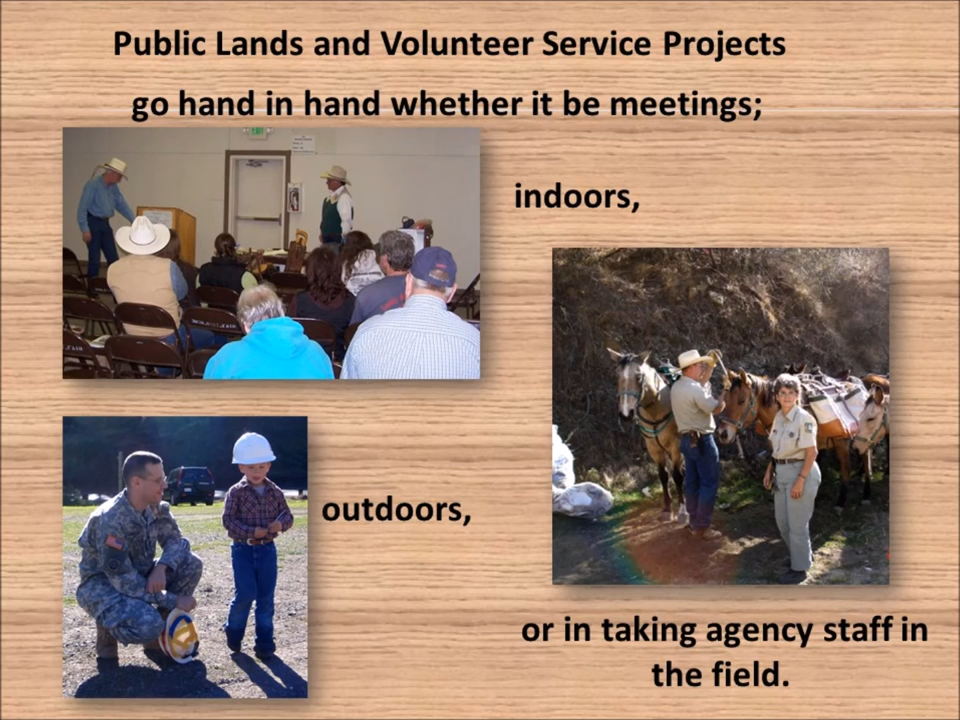 Public Lands and Volunteer Service Projects
go hand in hand whether it be meetings;
EXIT
indoors,
outdoors,
or in taking agency staff in
the field.